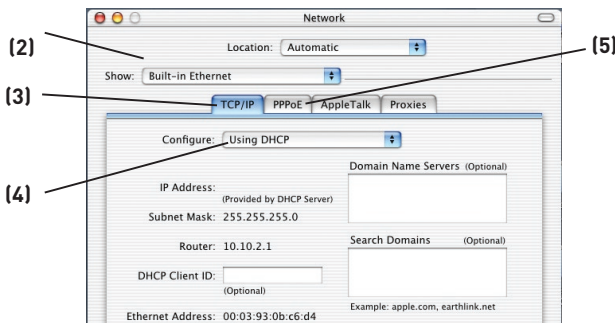 Network
(2)
Location: Automatic
(5)
Show: Built-in Ethernet
(3)
TCP/IP PPPoE AppleTalk Proxies
Configure: Using DHCP
(4)
Domain Name Servers (Optional)
IP Address:
(Provided by DHCP Server)
Subnet Mask: 255.255.255.0
Router: 10.10.2.1
Search Domains (Optional)
DHCP Client ID:
(Optional)
Example: apple.com, earthlink.net
Ethernet Address: 00:03:93:0b:c6:d4